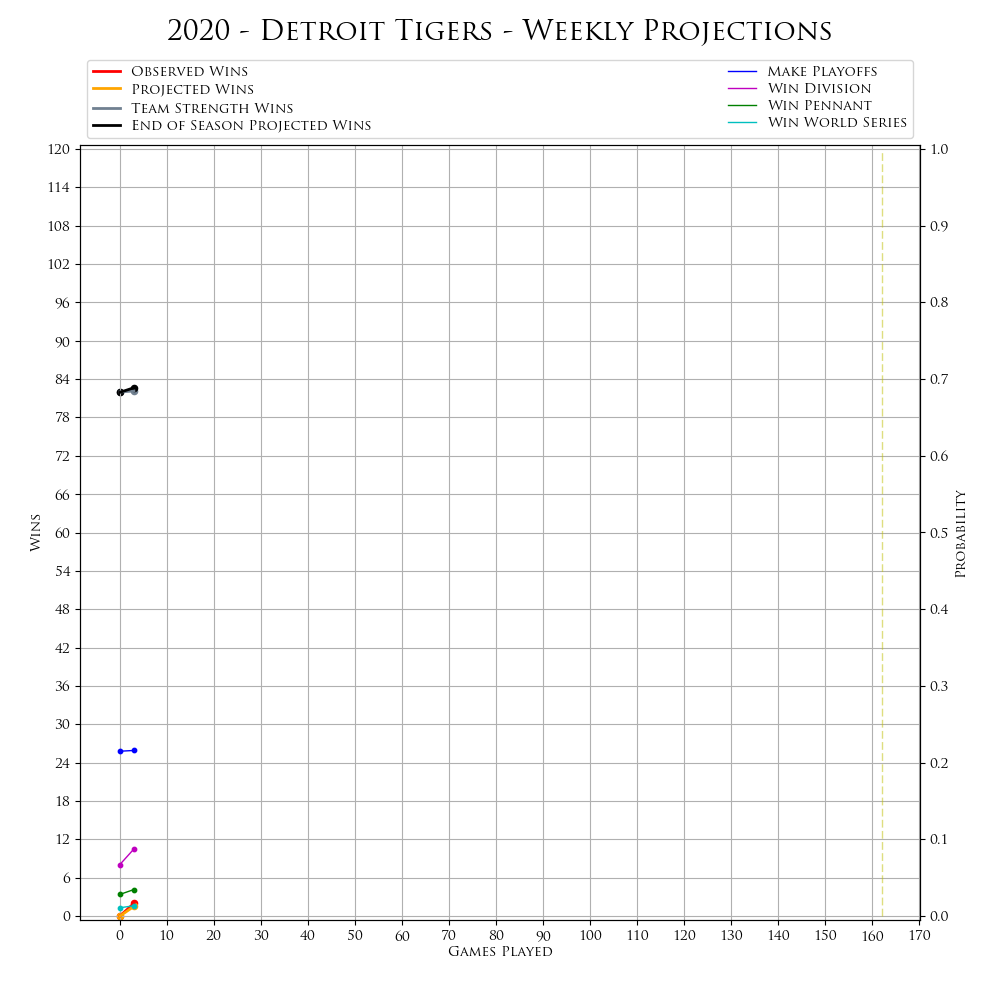 2020 - Detroit Tigers - Weekly Projections
Observed Wins
Projected Wins
Team Strength Wins
End of Season Projected Wins
Make Playoffs
Win Division
Win Pennant
Win World Series
120
114
108
102
96
90
84
78
72
66
60
54
48
42
36
30
24
18
12
6
0
Wins
1.0
0.9
0.8
0.7
0.6
0.5
0.4
0.3
0.2
0.1
0.0
Probability
0 10 20 30 40 50 60 70 80 90 100 110 120 130 140 150 160 170
Games Played